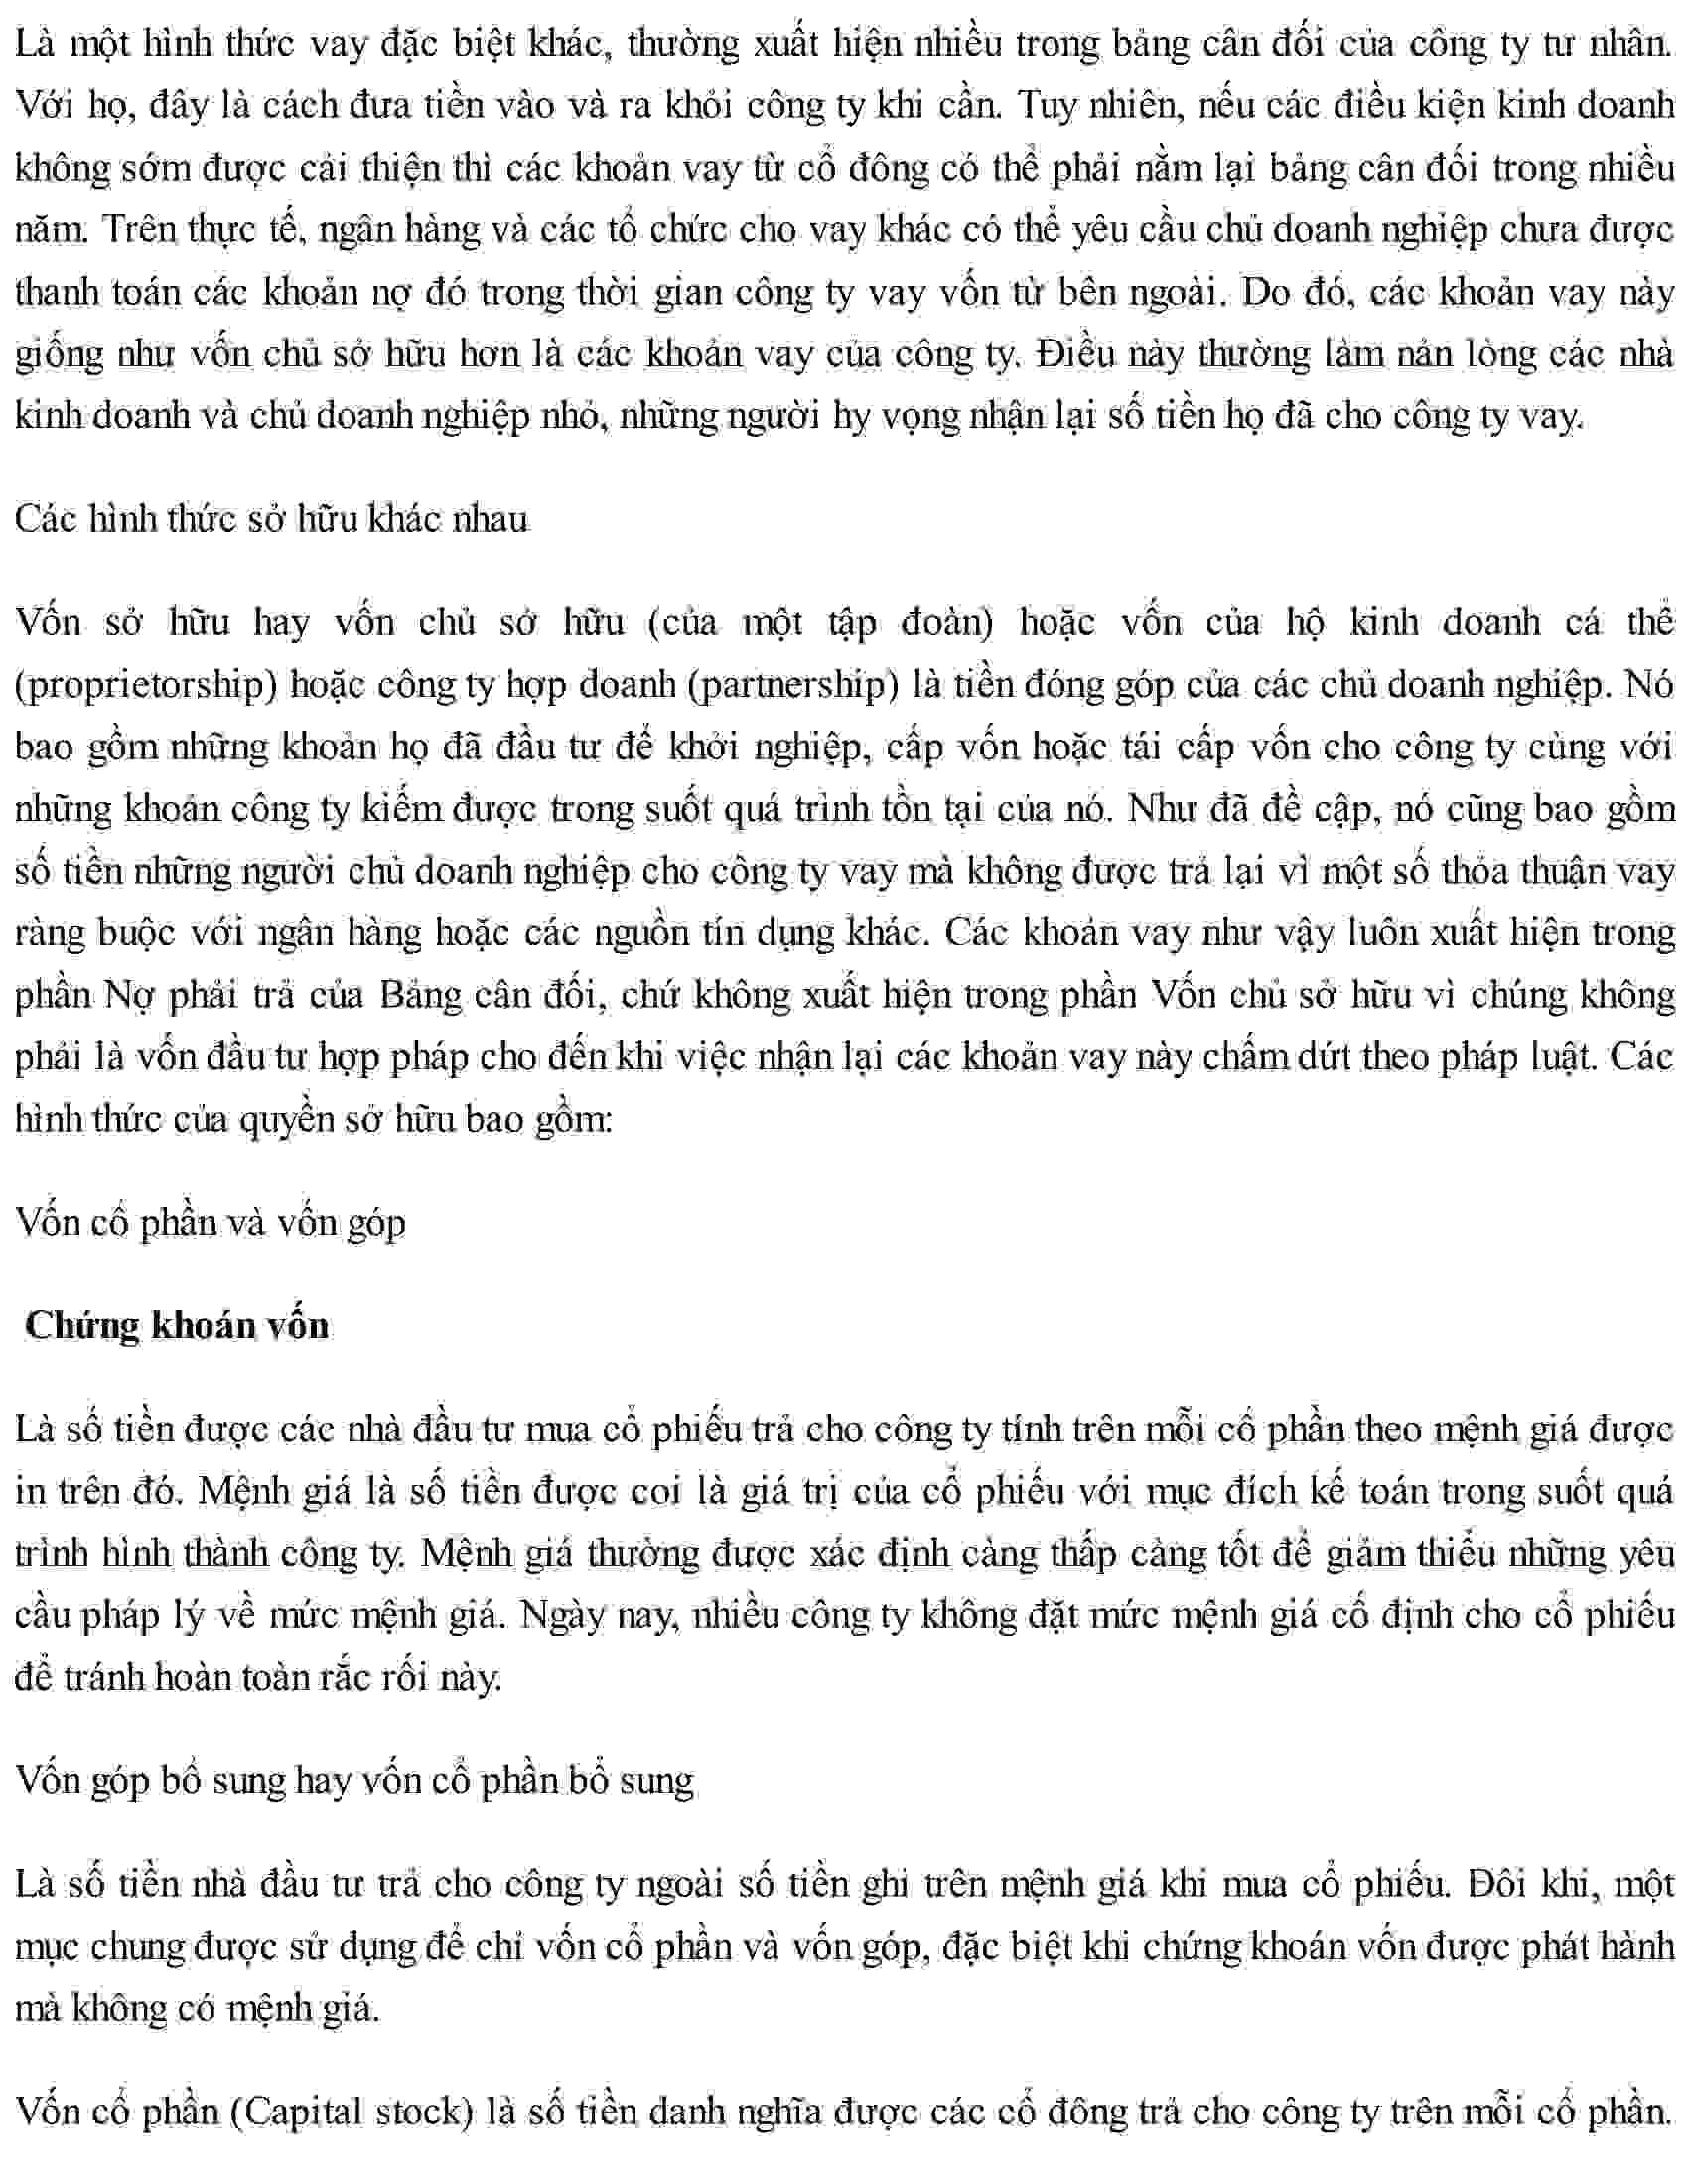 Là một hình thức vay đặc biệt khác, thường xuất hiện nhiều trong bảng cân đối của công ty tư nhân.
Với họ, đây là cách đưa tiền vào và ra khỏi công ty khi cần. Tuy nhiên, nếu các điều kiện kinh doanh
không sớm được cải thiện thì các khoản vay từ cổ đông có thể phải nằm lại bảng cân đối trong nhiều
năm. Trên thực tế, ngân hàng và các tổ chức cho vay khác có thể yêu cầu chủ doanh nghiệp chưa được
thanh toán các khoản nợ đó trong thời gian công ty vay vốn từ bên ngoài. Do đó, các khoản vay này
giống như vốn chủ sở hữu hơn là các khoản vay của công ty. Điều này thường làm nản lòng các nhà
kinh doanh và chủ doanh nghiệp nhỏ, những người hy vọng nhận lại số tiền họ đã cho công ty vay.
Các hình thức sở hữu khác nhau
Vốn sở hữu hay vốn chủ sở hữu (của một tập đoàn) hoặc vốn của hộ kinh doanh cá thể
(proprietorship) hoặc công ty hợp doanh (partnership) là tiền đóng góp của các chủ doanh nghiệp. Nó
bao gồm những khoản họ đã đầu tư để khởi nghiệp, cấp vốn hoặc tái cấp vốn cho công ty cùng với
những khoản công ty kiếm được trong suốt quá trình tồn tại của nó. Như đã đề cập, nó cũng bao gồm
số tiền những người chủ doanh nghiệp cho công ty vay mà không được trả lại vì một số thỏa thuận vay
ràng buộc với ngân hàng hoặc các nguồn tín dụng khác. Các khoản vay như vậy luôn xuất hiện trong
phần Nợ phải trả của Bảng cân đối, chứ không xuất hiện trong phần Vốn chủ sở hữu vì chúng không
phải là vốn đầu tư hợp pháp cho đến khi việc nhận lại các khoản vay này chấm dứt theo pháp luật. Các
hình thức của quyền sở hữu bao gồm:
Vốn cổ phần và vốn góp
Chứng khoán vốn
Là số tiền được các nhà đầu tư mua cổ phiếu trả cho công ty tính trên mỗi cổ phần theo mệnh giá được
in trên đó. Mệnh giá là số tiền được coi là giá trị của cổ phiếu với mục đích kế toán trong suốt quá
trình hình thành công ty. Mệnh giá thường được xác định càng thấp càng tốt để giảm thiểu những yêu
cầu pháp lý về mức mệnh giá. Ngày nay, nhiều công ty không đặt mức mệnh giá cố định cho cổ phiếu
để tránh hoàn toàn rắc rối này.
Vốn góp bổ sung hay vốn cổ phần bổ sung
Là số tiền nhà đầu tư trả cho công ty ngoài số tiền ghi trên mệnh giá khi mua cổ phiếu. Đôi khi, một
mục chung được sử dụng để chỉ vốn cổ phần và vốn góp, đặc biệt khi chứng khoán vốn được phát hành
mà không có mệnh giá.
Vốn cổ phần (Capital stock) là số tiền danh nghĩa được các cổ đông trả cho công ty trên mỗi cổ phần.